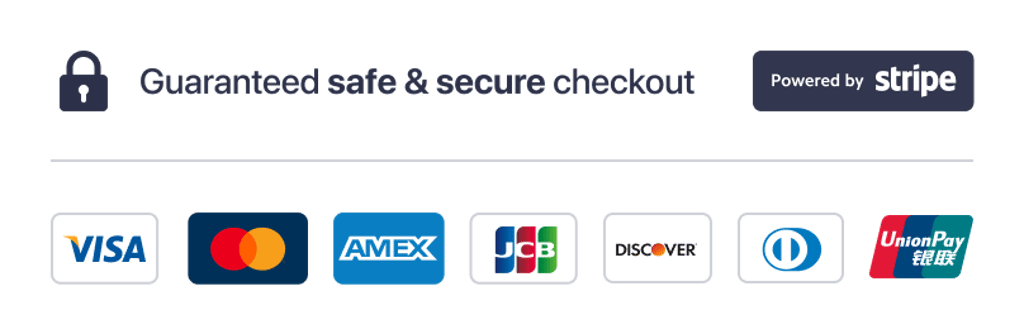 Guaranteed safe & secure checkout
Powered by stripe
VISA
AMEX
JCB
DISCOVER
UnionPay
银联